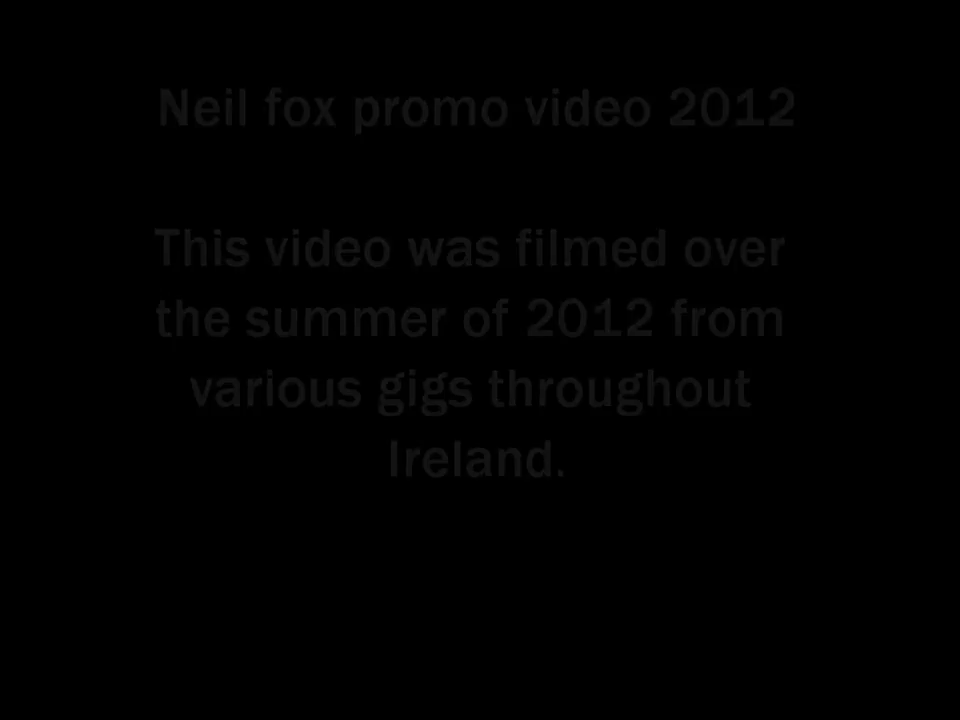 Neil fox promo video 2012
This video was filmed over
the summer of 2012 from
various gigs throughout
Ireland.